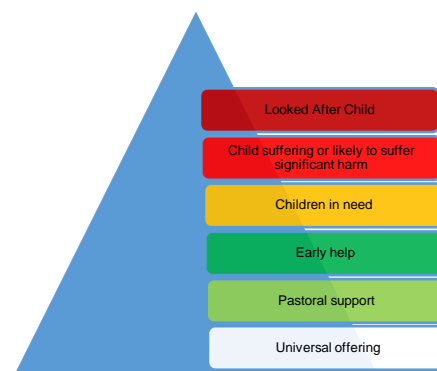 Looked After Child
Child suffering or likely to suffer
significant harm
Children in need
Early help
Pastoral support
Universal offering